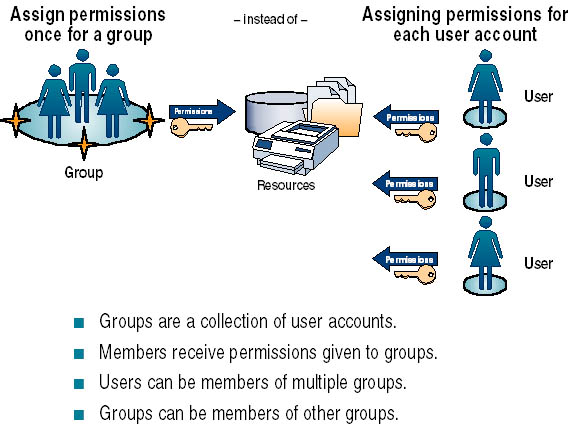 Assign permissions
once for a group
– instead of –
Assigning permissions for
each user account
Permissions
Group
Resources
Permissions
User
Permissions
User
Permissions
User
Groups are a collection of user accounts.
Members receive permissions given to groups.
Users can be members of multiple groups.
Groups can be members of other groups.